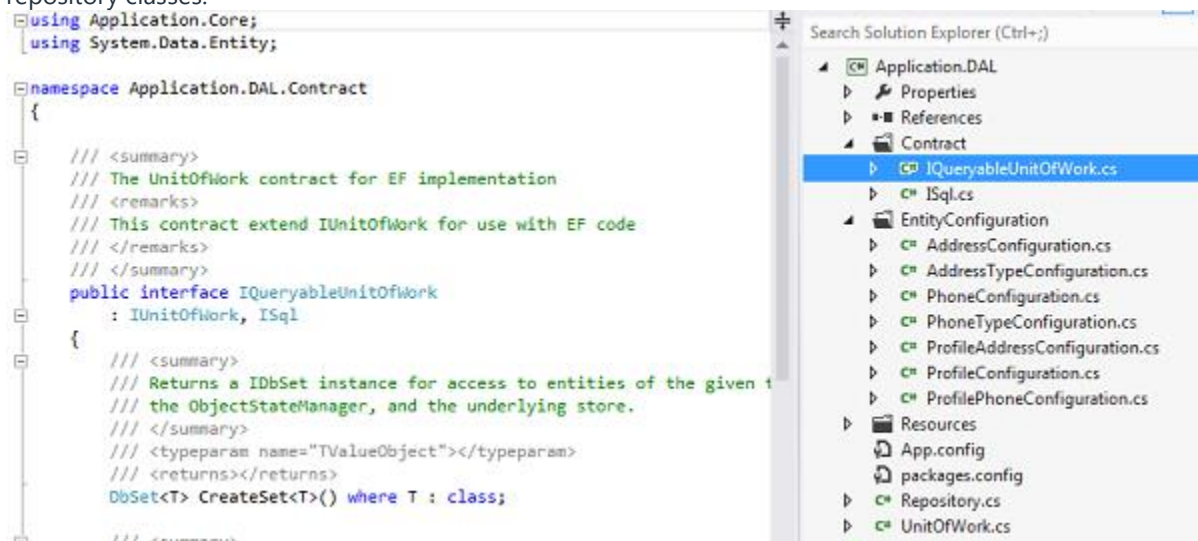 repository classes.
using Application.Core;
using System.Data.Entity;
namespace Application.DAL.Contract
{
/// <summary>
/// The UnitOfWork contract for EF implementation
/// <remarks>
/// This contract extend IUnitOfWork for use with EF code
/// </remarks>
/// </summary>
public interface IQueryableUnitOfWork
: IUnitOfWork, ISql
{
/// <summary>
/// Returns a IDbSet instance for access to entities of the given t
/// the ObjectStateManager, and the underlying store.
/// </summary>
/// <typeparam name="TValueObject"></typeparam>
/// <returns></returns>
DbSet<T> CreateSet<T>() where T : class;
/// <summary>
Search Solution Explorer (Ctrl+;)
C# Application.DAL
Properties
References
Contract
C# IQueryableUnitOfWork.cs
C# ISql.cs
EntityConfiguration
C# AddressConfiguration.cs
C# AddressTypeConfiguration.cs
C# PhoneConfiguration.cs
C# PhoneTypeConfiguration.cs
C# ProfileAddressConfiguration.cs
C# ProfileConfiguration.cs
C# ProfilePhoneConfiguration.cs
Resources
App.config
packages.config
C# Repository.cs
C# UnitOfWork.cs